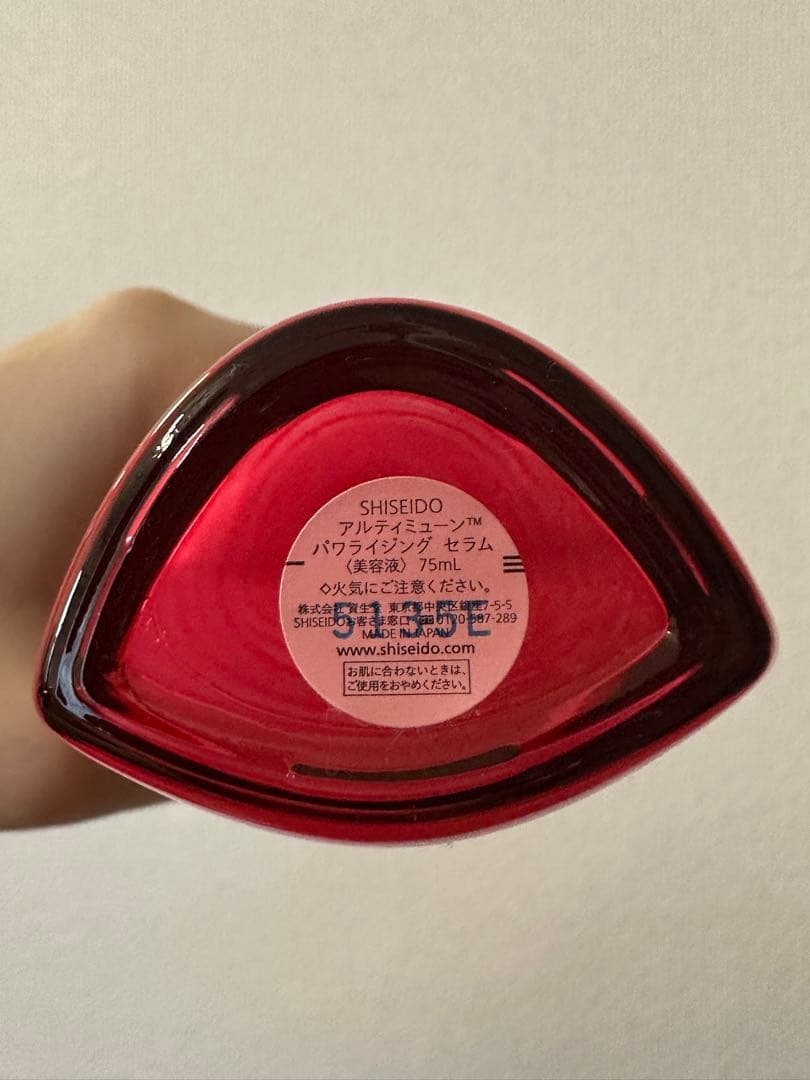 SHISEIDO
アルティミューン™
パワライジング セラム
〈美容液〉 75mL
◇火気にご注意ください。
株式会社 資生堂 東京都中央区銀座7-5-5
SHISEIDOお客さま窓口 ☎0120-587-289
5135E
MADE IN JAPAN
www.shiseido.com
お肌に合わないときは、
ご使用をおやめください。